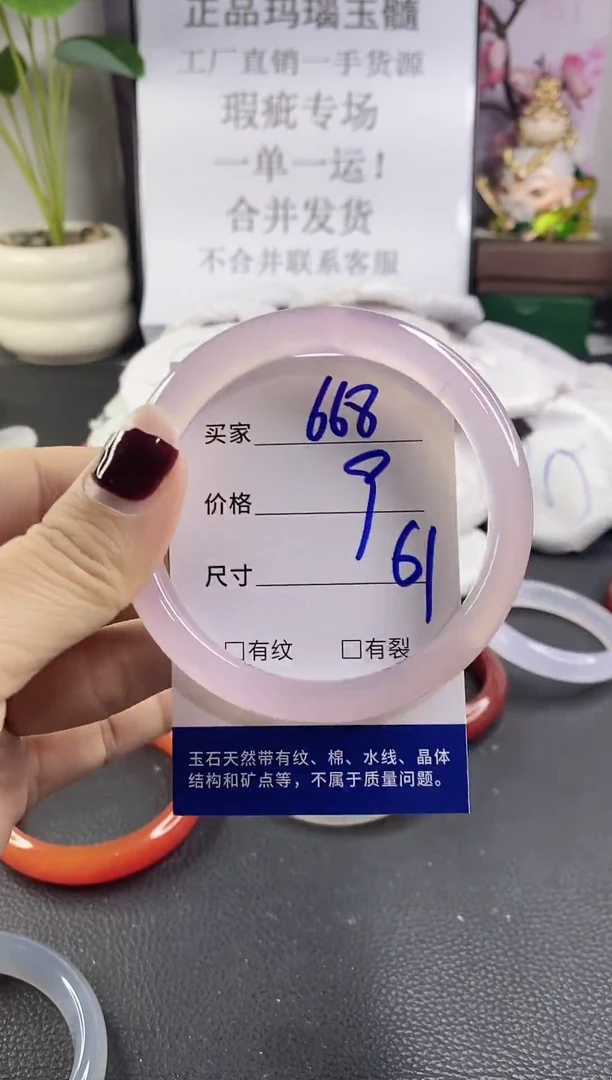 正品玛瑙玉髓
工厂直销一手货源
瑕疵专场
一单一运!
合并发货
不合并联系客服
买家 668
价格 9
尺寸 61
□有纹 □有裂
玉石天然带有纹、棉、水线、晶体
结构和矿点等，不属于质量问题。